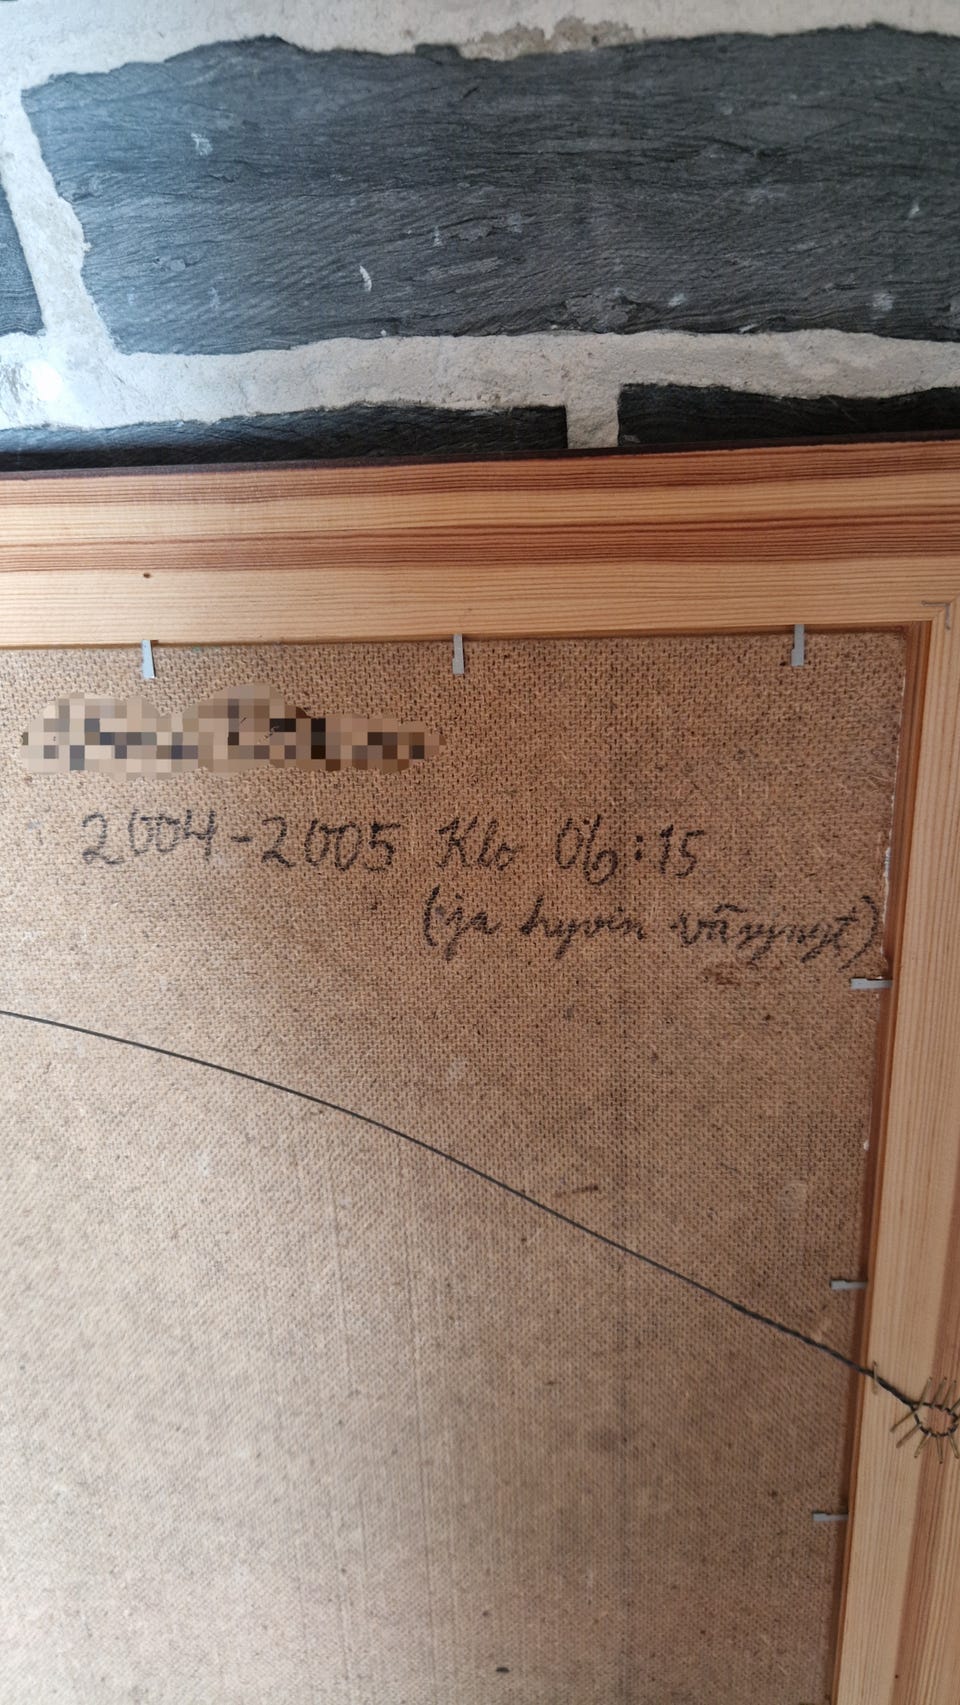 2004-2005 Klo 06:15
(ja hyvin väsynyt)